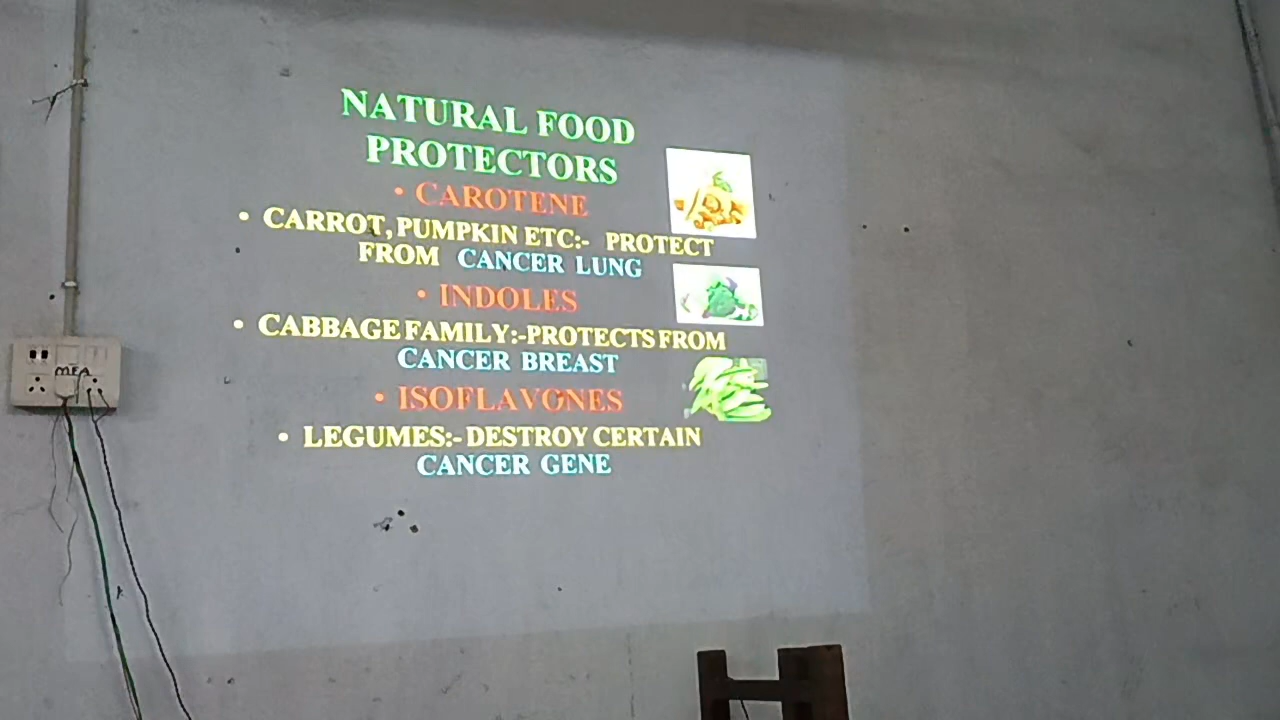 NATURAL FOOD
PROTECTORS
• CAROTENE
• CARROT, PUMPKIN ETC:- PROTECT
FROM CANCER LUNG
• INDOLES
• CABBAGE FAMILY:-PROTECTS FROM
CANCER BREAST
• ISOFLAVONES
• LEGUMES:- DESTROY CERTAIN
CANCER GENE